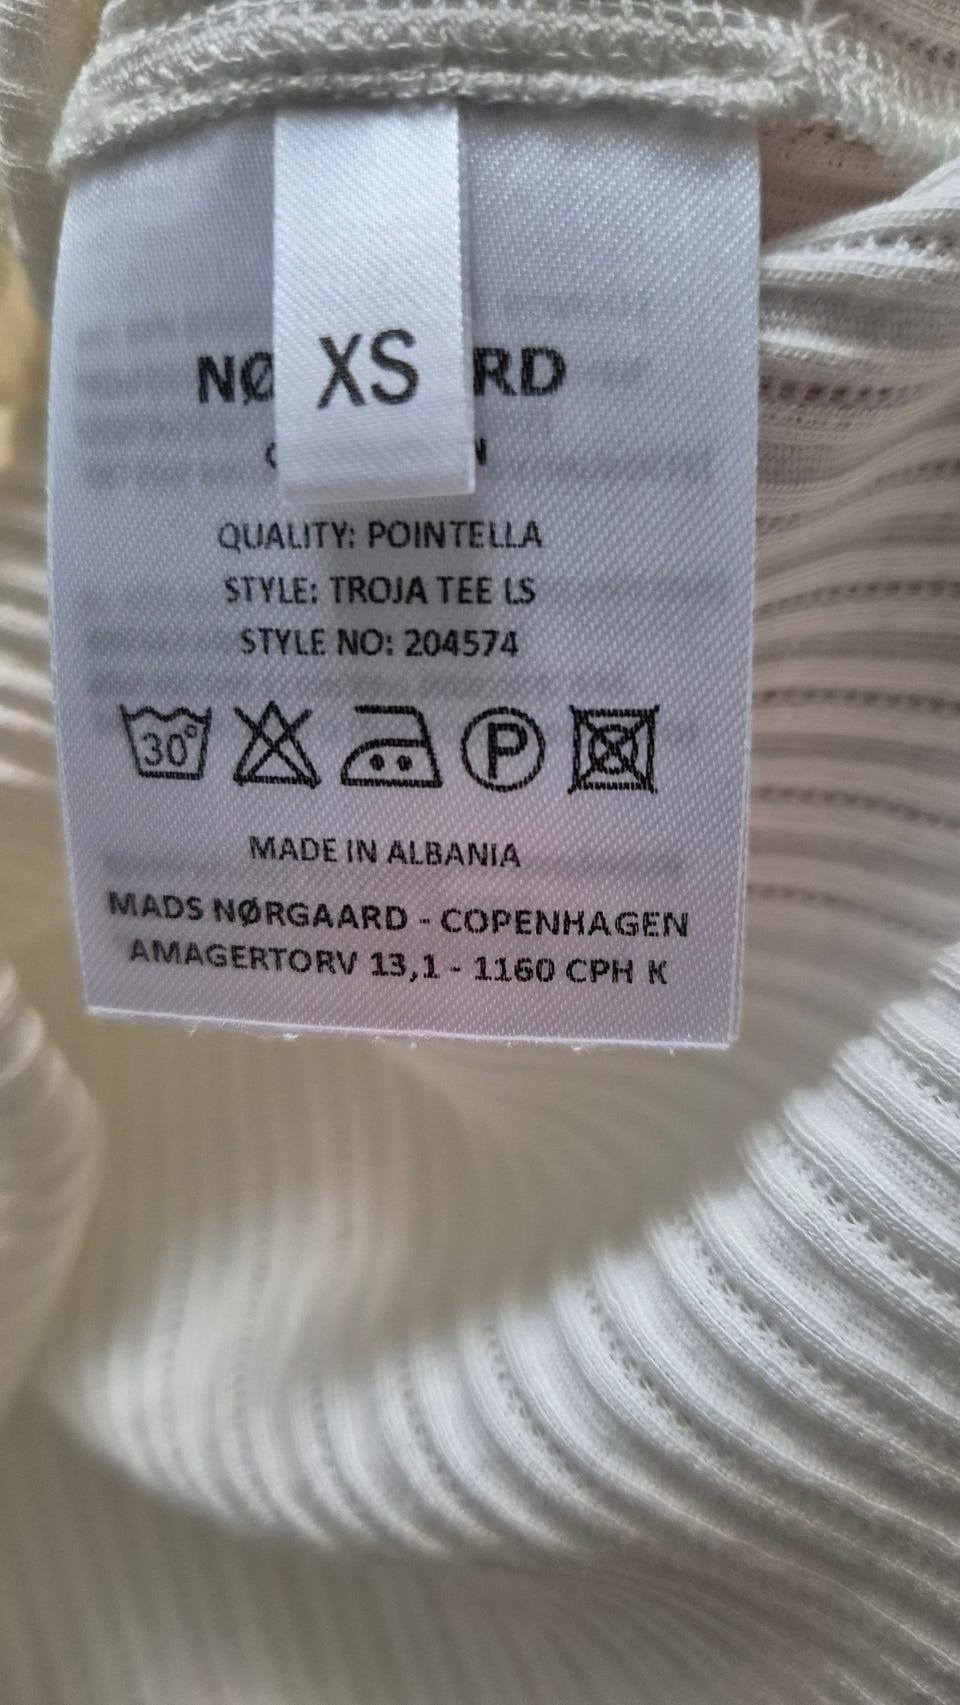 XS
NØ RD
N
QUALITY: POINTELLA
STYLE: TROJA TEE LS
STYLE NO: 204574
30°
P
MADE IN ALBANIA
MADS NØRGAARD - COPENHAGEN
AMAGERTORV 13,1 - 1160 CPH K